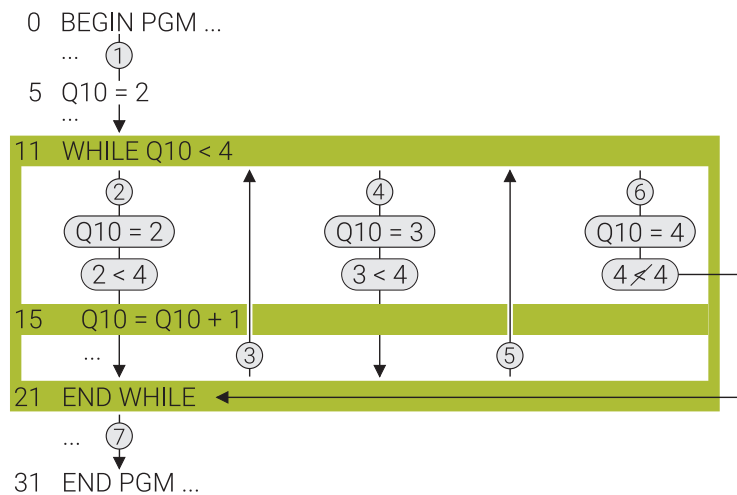 0 BEGIN PGM ...
... 1
5 Q10 = 2
...
11 WHILE Q10 < 4
2 4 6
Q10 = 2 Q10 = 3 Q10 = 4
2 < 4 3 < 4 4 ≮ 4
15 Q10 = Q10 + 1
... 3 5
21 END WHILE
... 7
31 END PGM ...